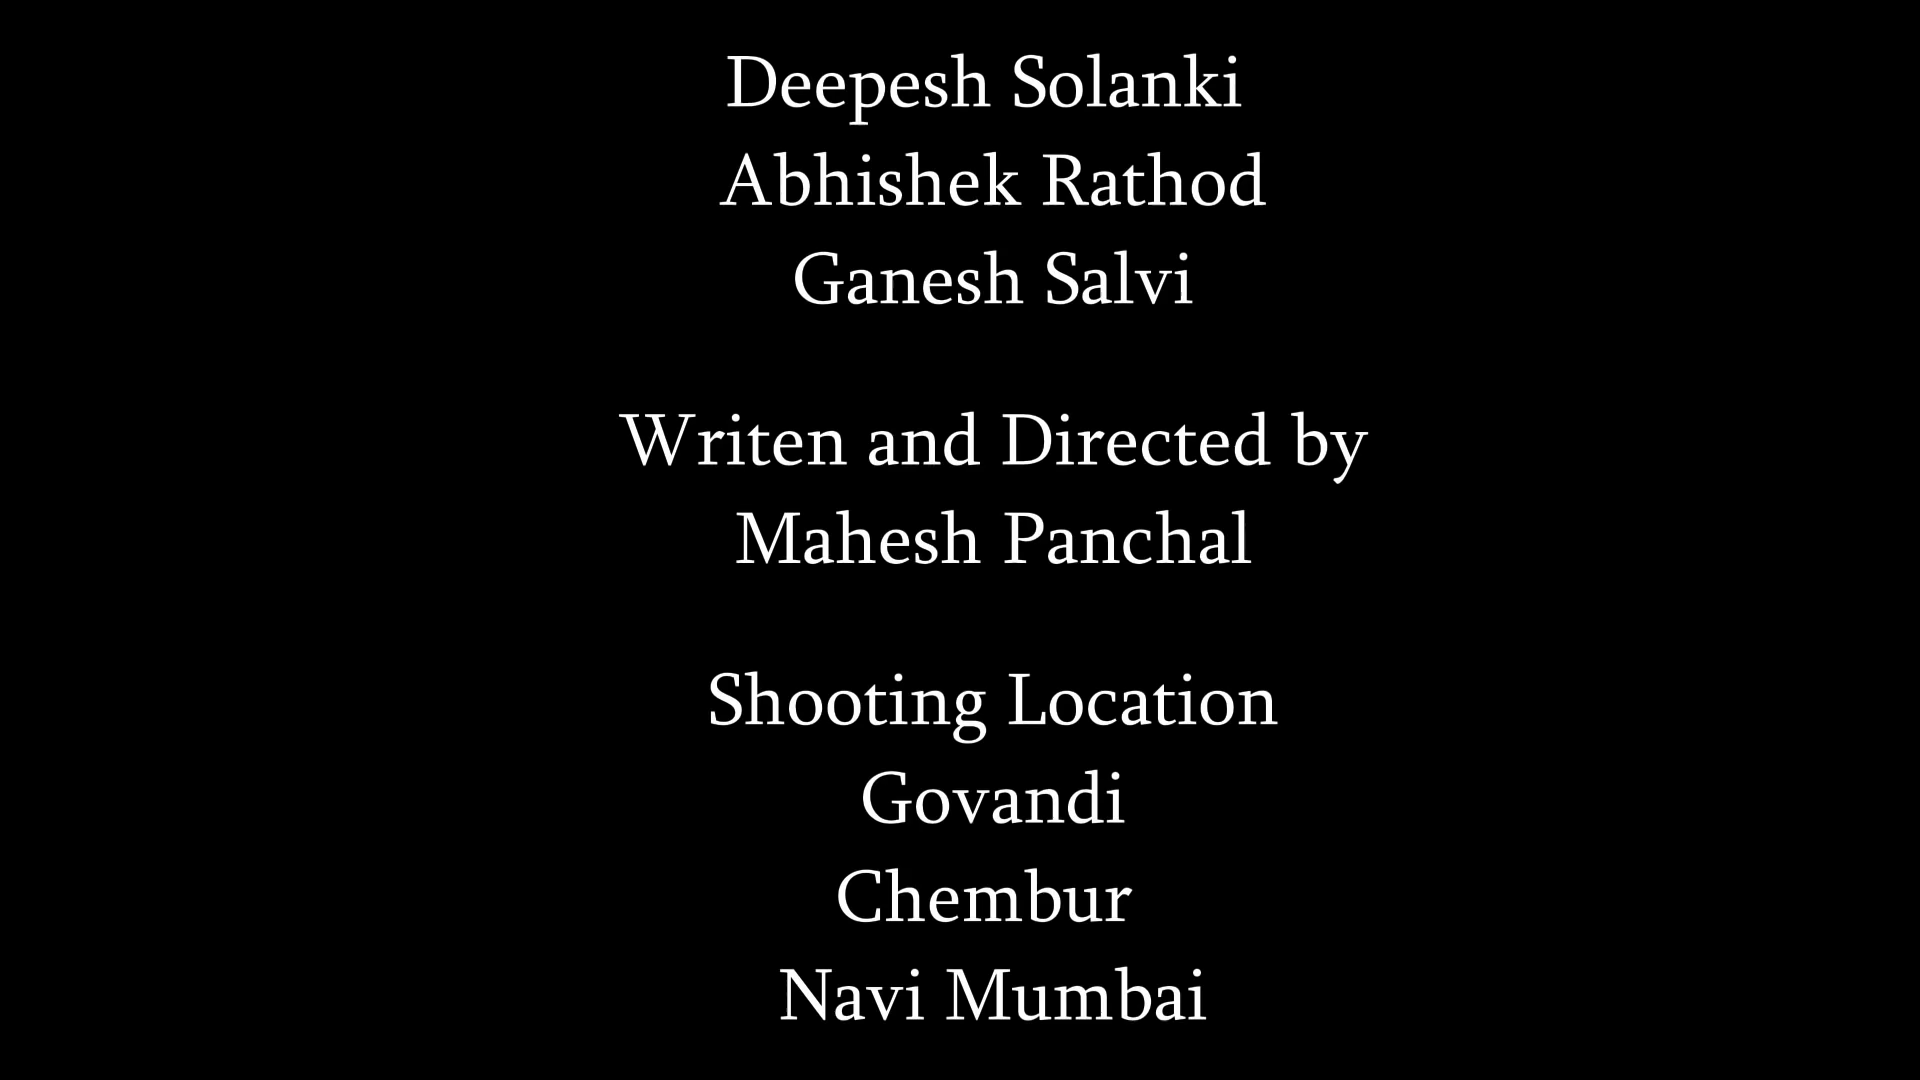 Deepesh Solanki
Abhishek Rathod
Ganesh Salvi
Writen and Directed by
Mahesh Panchal
Shooting Location
Govandi
Chembur
Navi Mumbai